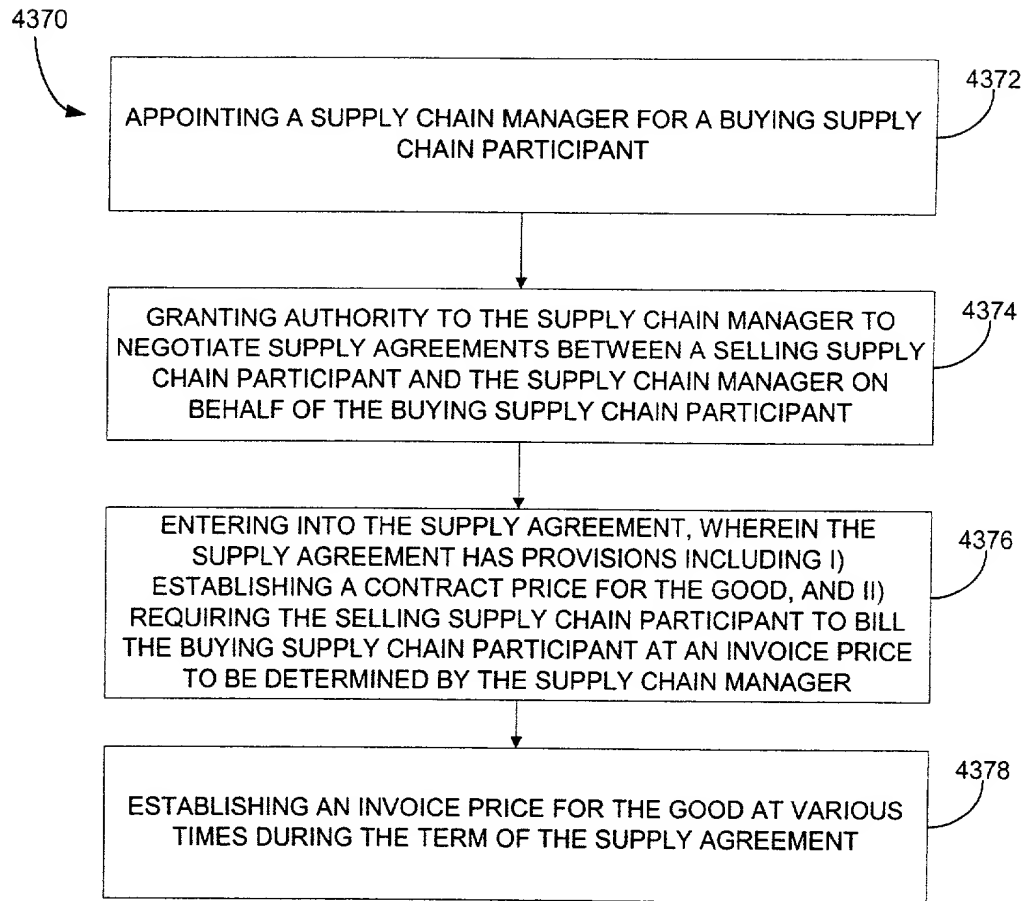 4370
4372
APPOINTING A SUPPLY CHAIN MANAGER FOR A BUYING SUPPLY
CHAIN PARTICIPANT
4374
GRANTING AUTHORITY TO THE SUPPLY CHAIN MANAGER TO
NEGOTIATE SUPPLY AGREEMENTS BETWEEN A SELLING SUPPLY
CHAIN PARTICIPANT AND THE SUPPLY CHAIN MANAGER ON
BEHALF OF THE BUYING SUPPLY CHAIN PARTICIPANT
4376
ENTERING INTO THE SUPPLY AGREEMENT, WHEREIN THE
SUPPLY AGREEMENT HAS PROVISIONS INCLUDING I)
ESTABLISHING A CONTRACT PRICE FOR THE GOOD, AND II)
REQUIRING THE SELLING SUPPLY CHAIN PARTICIPANT TO BILL
THE BUYING SUPPLY CHAIN PARTICIPANT AT AN INVOICE PRICE
TO BE DETERMINED BY THE SUPPLY CHAIN MANAGER
4378
ESTABLISHING AN INVOICE PRICE FOR THE GOOD AT VARIOUS
TIMES DURING THE TERM OF THE SUPPLY AGREEMENT